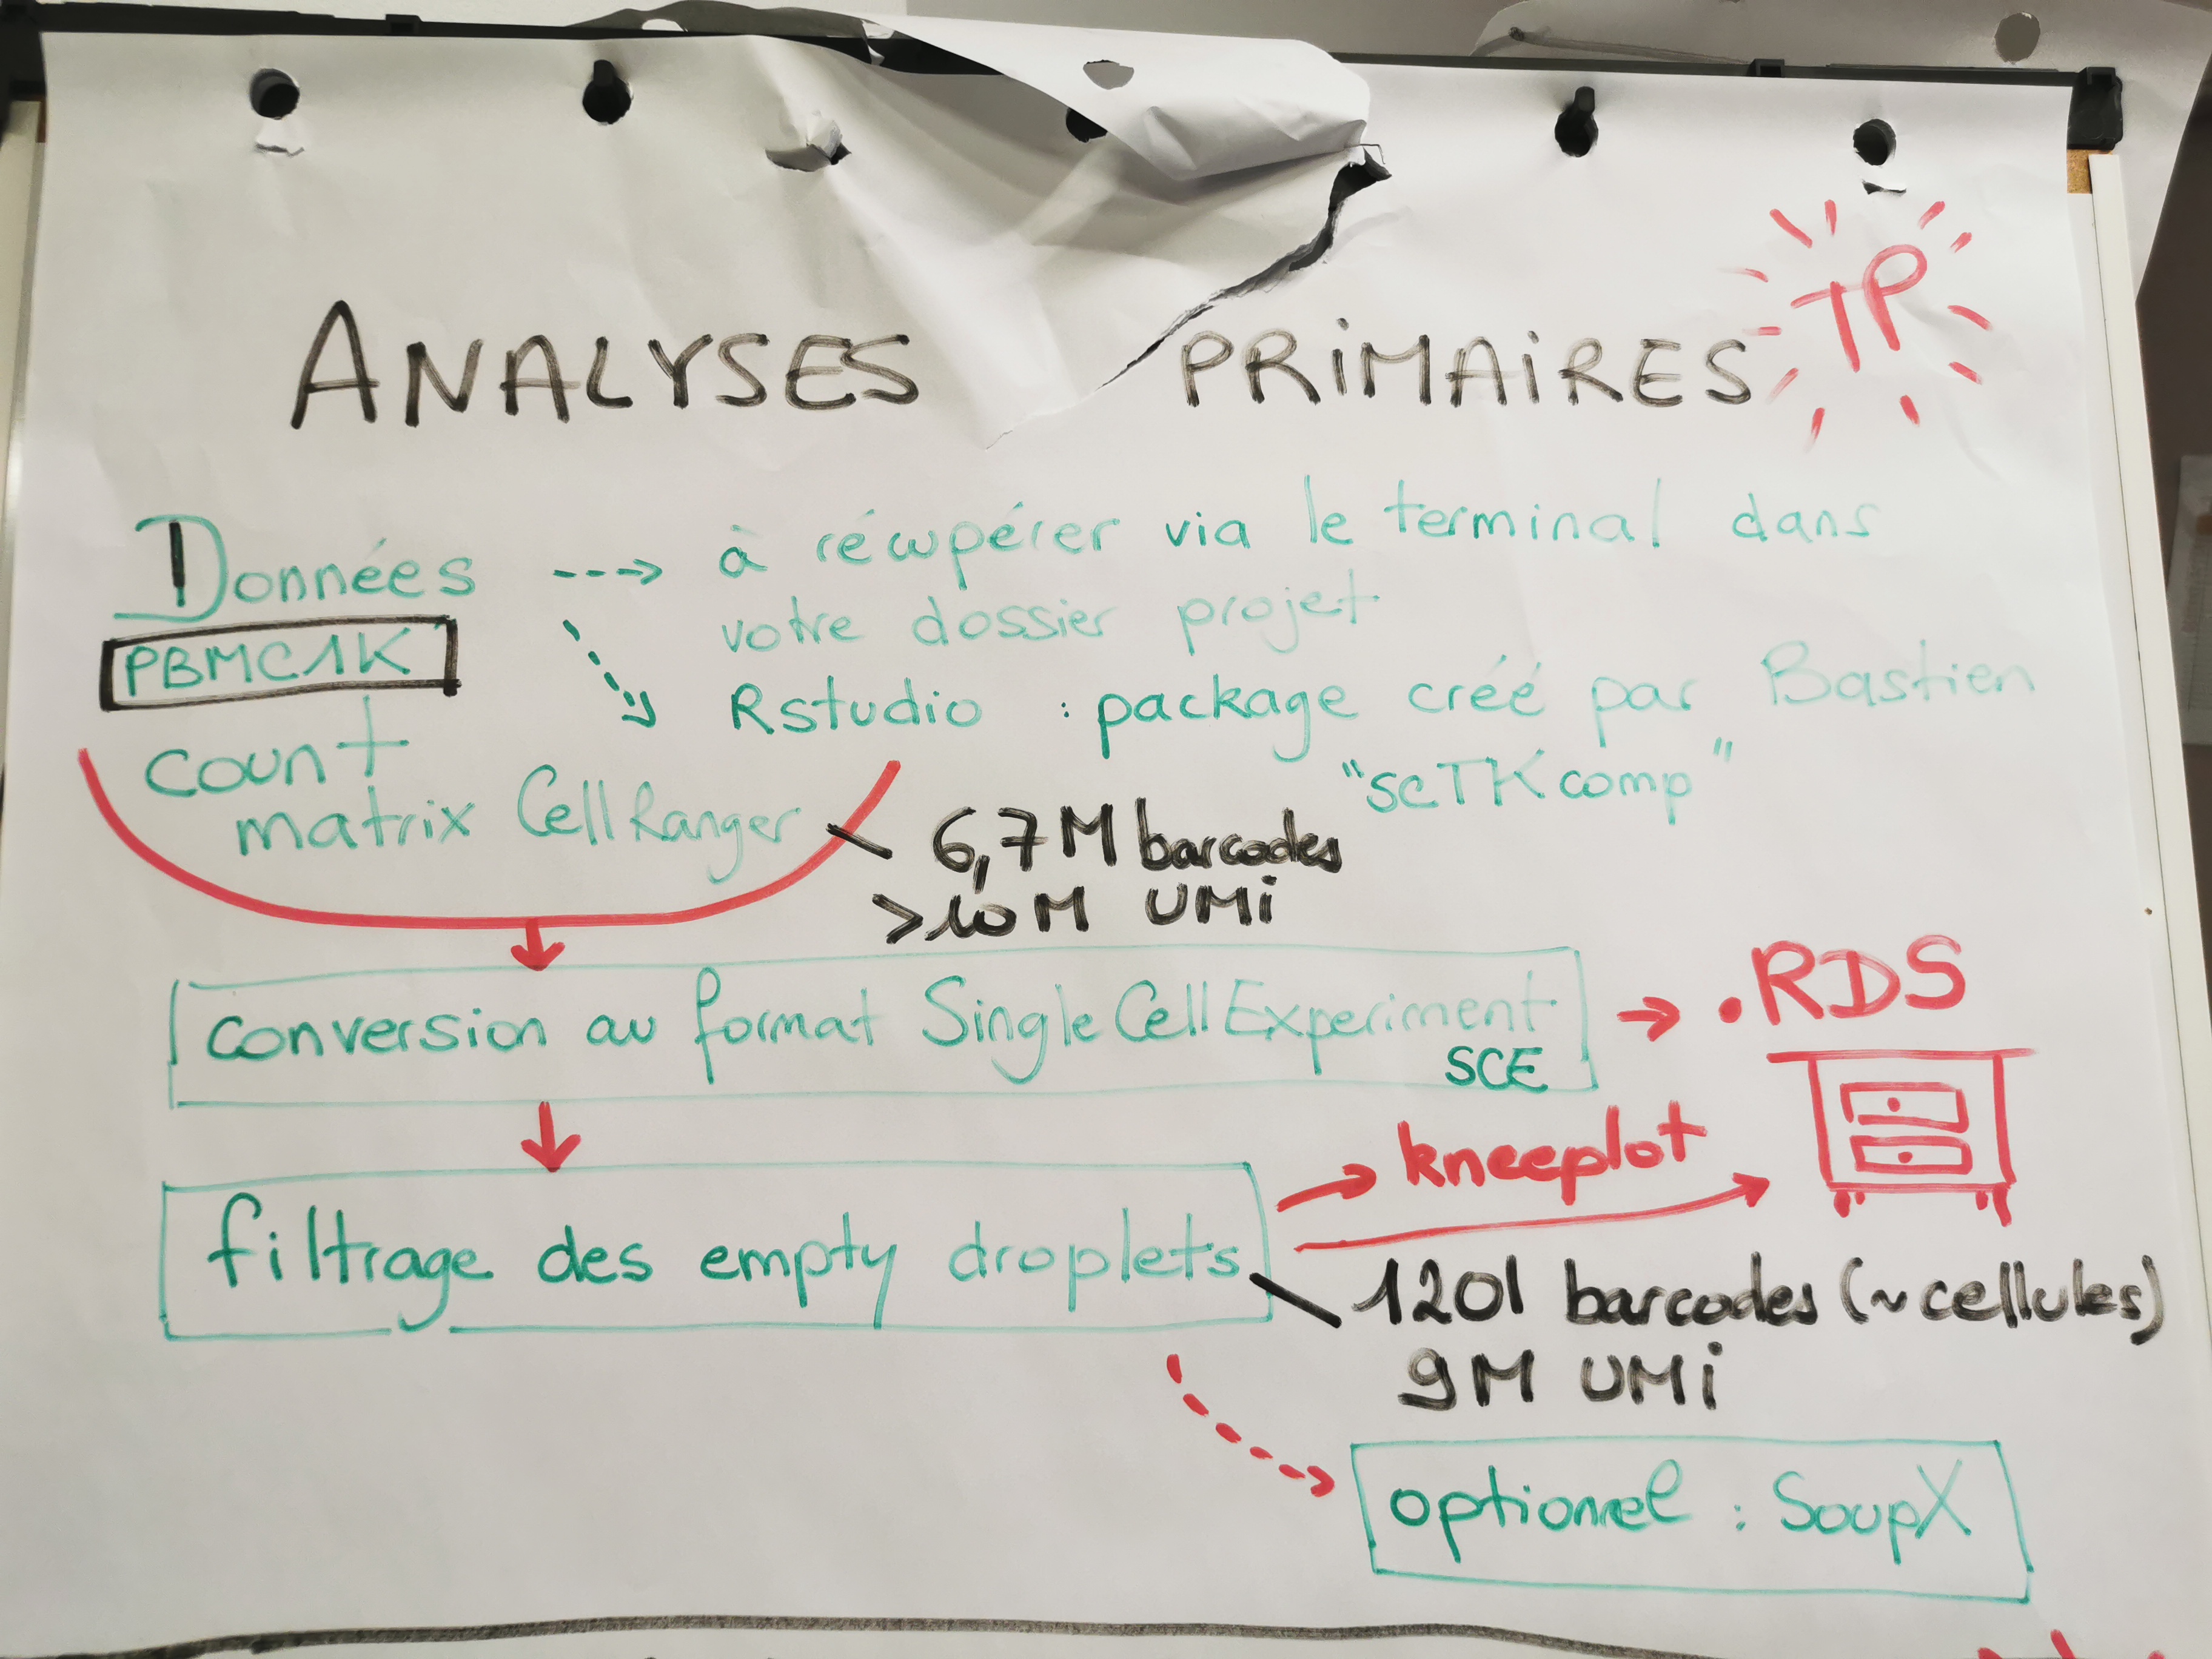 TP
ANALYSES PRiMAiRES
Données ---> à récupérer via le terminal dans
votre dossier projet
PBMC1K
Rstudio : package créé par Bastien
"scTKcomp"
count
matrix CellRanger
6,7M barcodes
>10M UMi
conversion au format SingleCellExperiment
SCE
→ .RDS
filtrage des empty droplets
→ kneeplot
1201 barcodes (~cellules)
9M UMi
optionnel : SoupX